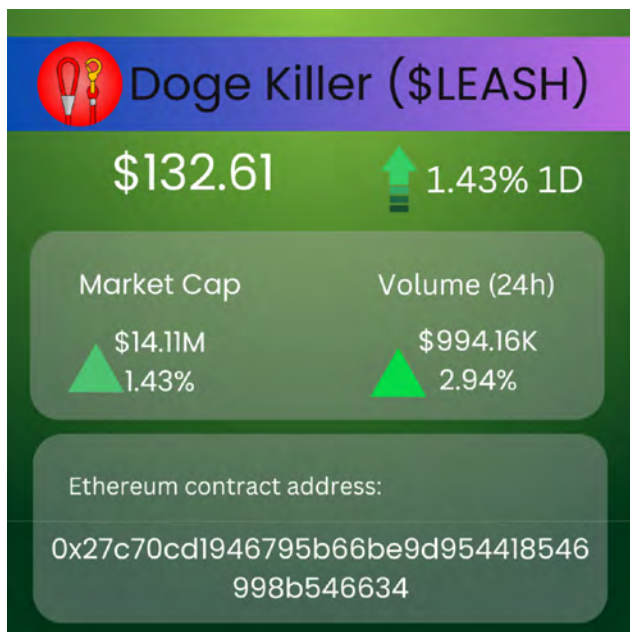 Doge Killer ($LEASH)
$132.61
1.43% 1D
Market Cap
$14.11M
1.43%
Volume (24h)
$994.16K
2.94%
Ethereum contract address:
0x27c70cd1946795b66be9d954418546
998b546634